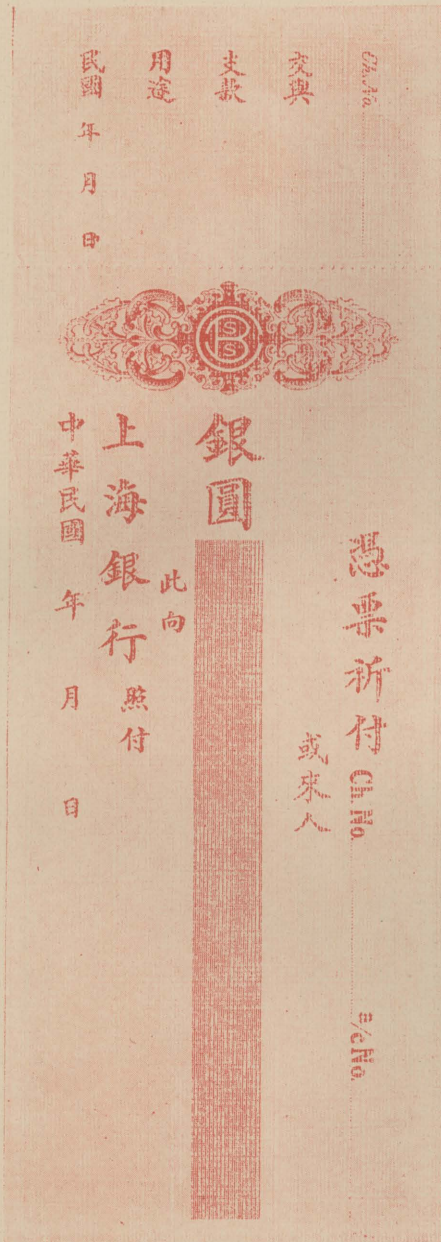 Ch. No.
交與
支款
用途
民國 年 月 日
SBS
憑票祈付 Ch. No. a/c No.
或來人
銀圓
此向
上海銀行 照付
中華民國 年 月 日